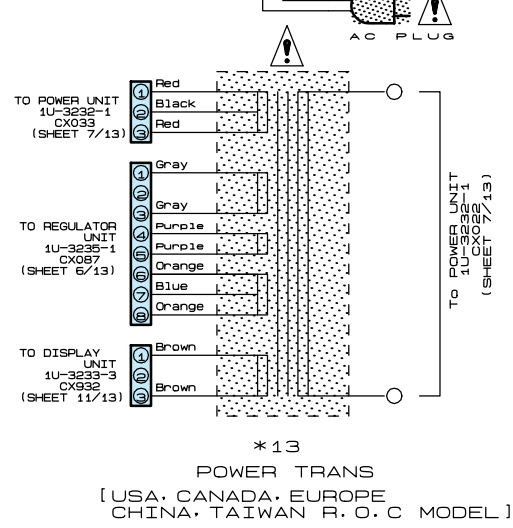 AC PLUG
TO POWER UNIT
1U-3232-1
CX033
(SHEET 7/13)
1 Red
2 Black
3 Red
TO REGULATOR
UNIT
1U-3235-1
CX087
(SHEET 6/13)
1 Gray
2
3 Gray
4 Purple
5 Purple
6 Orange
7 Blue
8 Orange
TO DISPLAY
UNIT
1U-3233-3
CX932
(SHEET 11/13)
1 Brown
2
3 Brown
To POWER UNIT
1U-3232-1
CX022
(SHEET 7/13)
*13
POWER TRANS
[USA, CANADA, EUROPE
CHINA, TAIWAN R.O.C MODEL]